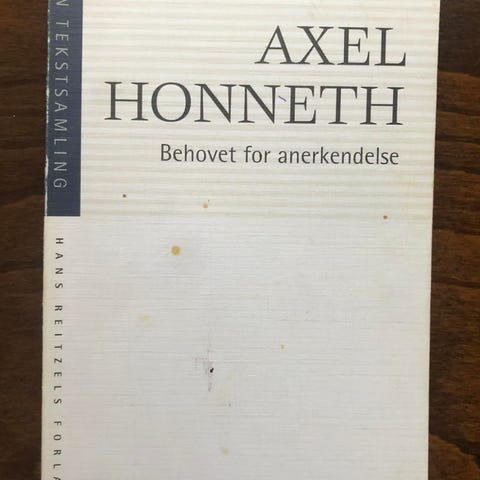 AXEL
HONNETH
Behovet for anerkendelse
N TEKSTSAMLING
HANS REITZELS FORLA